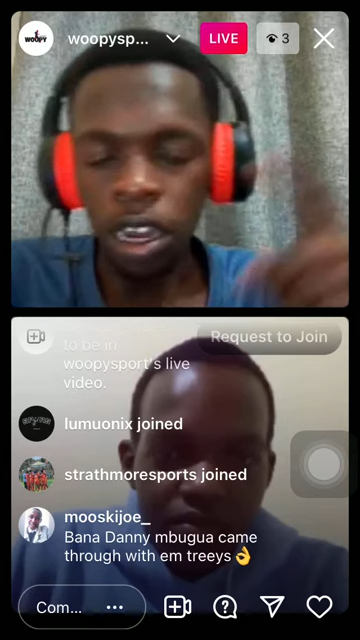 WOOPY
woopysp...
LIVE
3
Request to Join
to be in
woopysport's live
video.
lumuonix joined
strathmoresports joined
mooskijoe_
Bana Danny mbugua came
through with em treeys👌
Com...